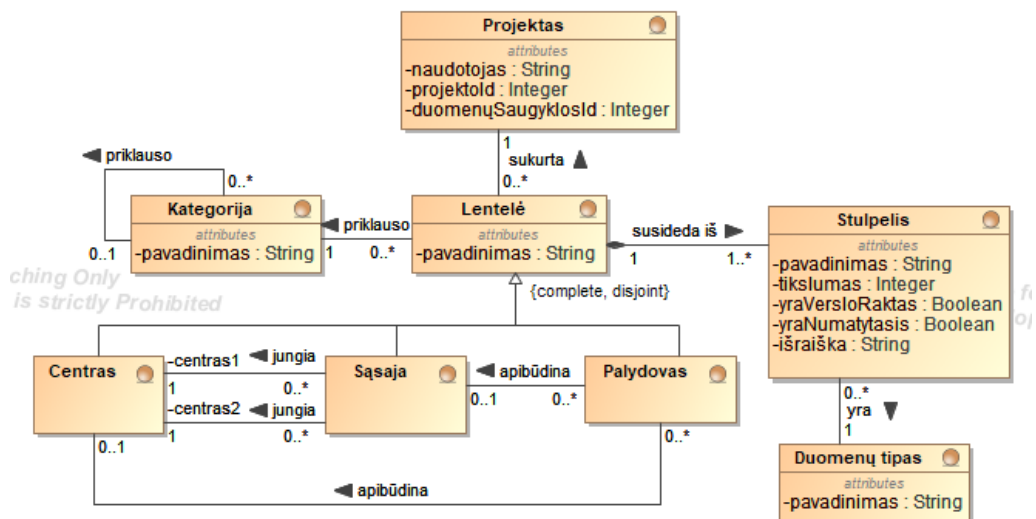 Projektas
attributes
-naudotojas : String
-projektoId : Integer
-duomenųSaugyklosId : Integer
1
sukurta
0..*
priklauso
0..*
0..1
Kategorija
attributes
-pavadinimas : String
priklauso
1
0..*
Lentelė
attributes
-pavadinimas : String
susideda iš
1
1..*
Stulpelis
attributes
-pavadinimas : String
-tikslumas : Integer
-yraVersloRaktas : Boolean
-yraNumatytasis : Boolean
-išraiška : String
ching Only
is strictly Prohibited
{complete, disjoint}
Centras
-centras1
jungia
1
0..*
-centras2
jungia
1
0..*
Sąsaja
apibūdina
0..1
0..*
Palydovas
0..1
0..*
apibūdina
0..*
yra
1
Duomenų tipas
attributes
-pavadinimas : String